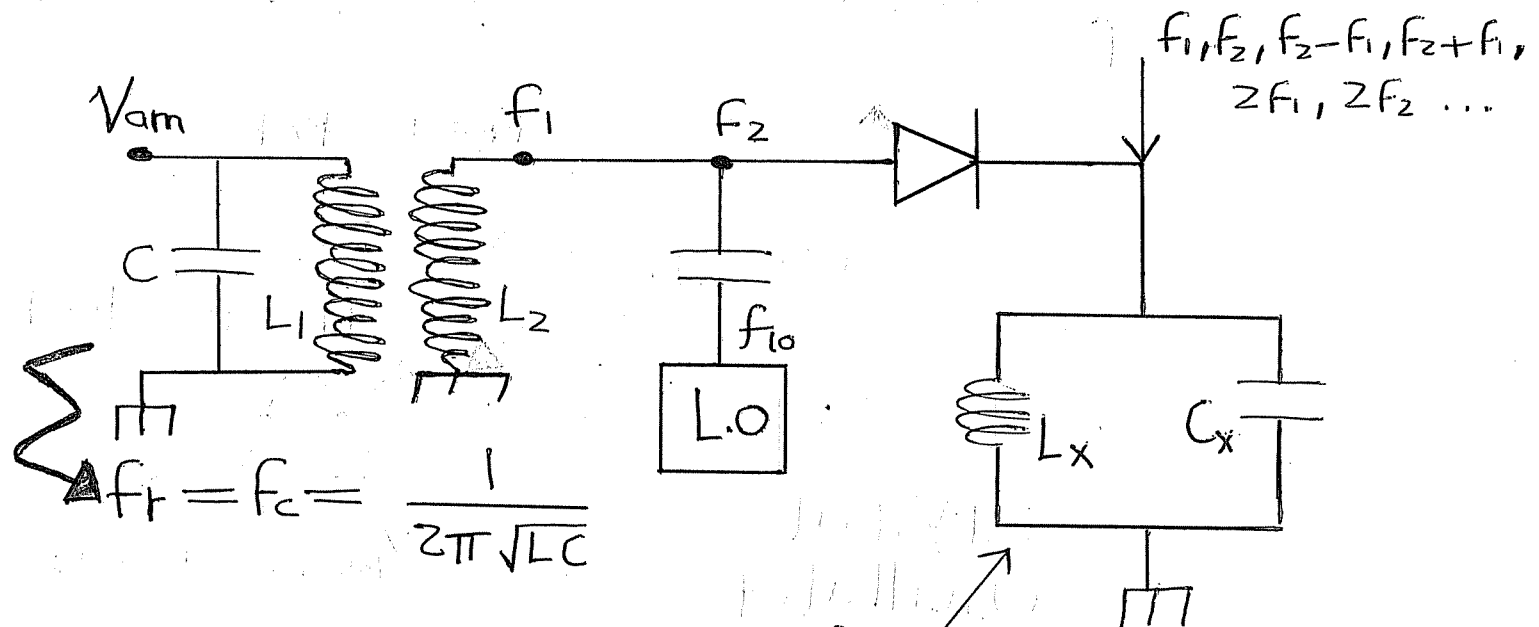 f₁, F₂, F₂-F₁, F₂+F₁,
2F₁, 2F₂ ...
Vam
f₁
F₂
C
L₁
L₂
f₁₀
L.O
Lx
Cx
fr = fc = 1 / 2π√LC